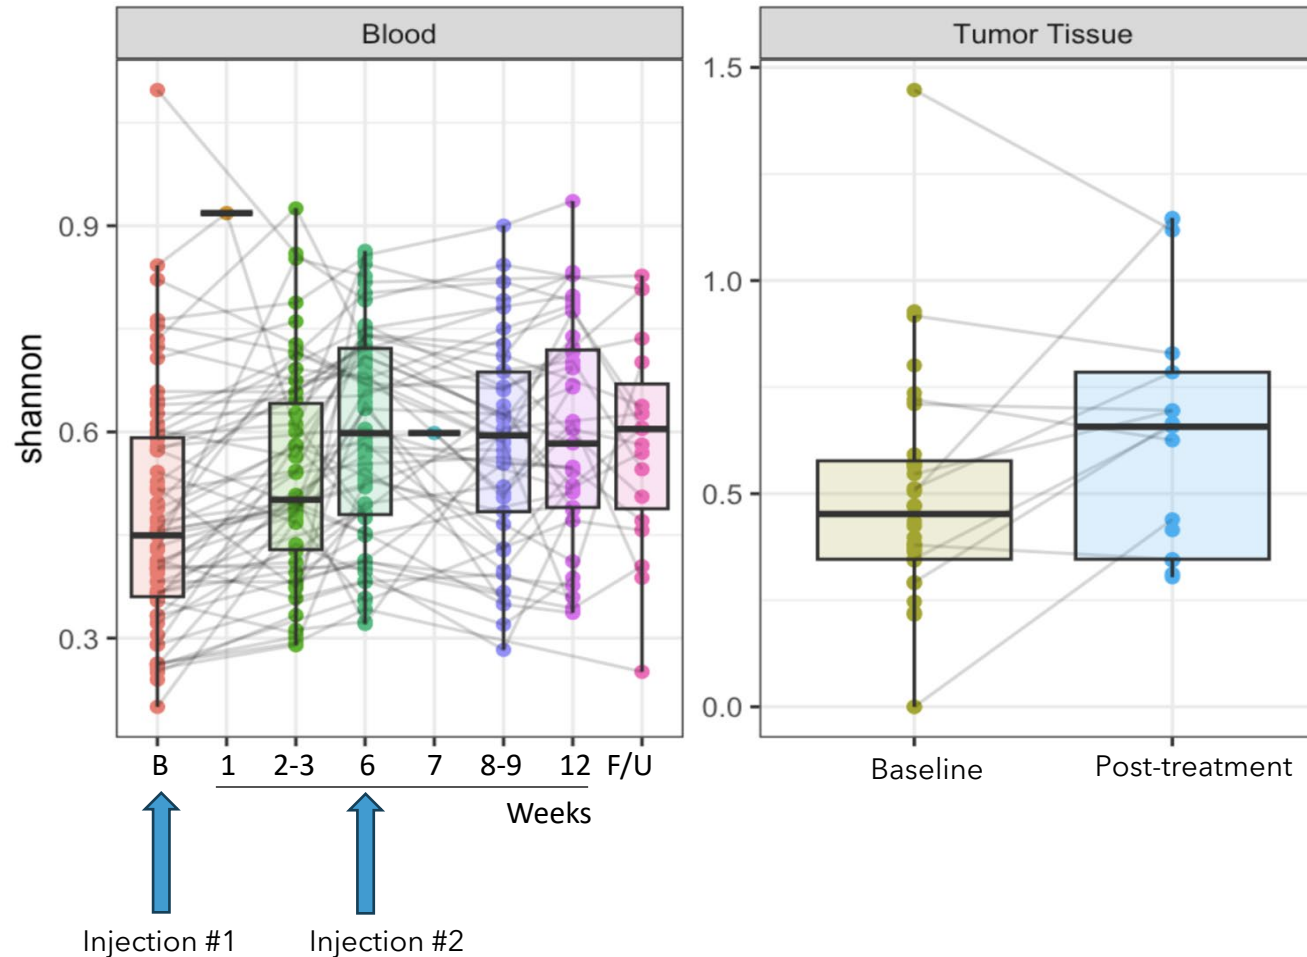 Blood
Tumor Tissue
shannon
0.9
0.6
0.3
1.5
1.0
0.5
0.0
B 1 2-3 6 7 8-9 12 F/U
Weeks
Baseline Post-treatment
Injection #1 Injection #2